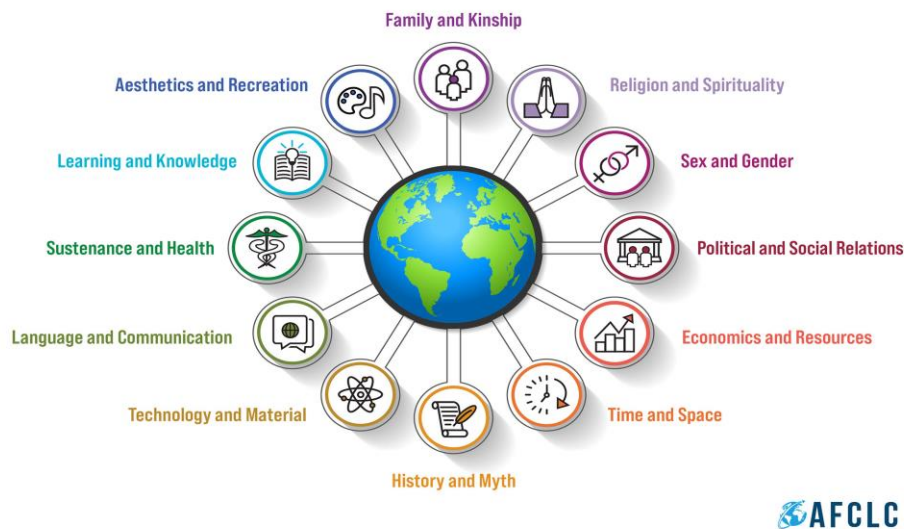 Family and Kinship
Aesthetics and Recreation
Religion and Spirituality
Learning and Knowledge
Sex and Gender
Sustenance and Health
Political and Social Relations
Language and Communication
Economics and Resources
Technology and Material
Time and Space
History and Myth
AFCLC